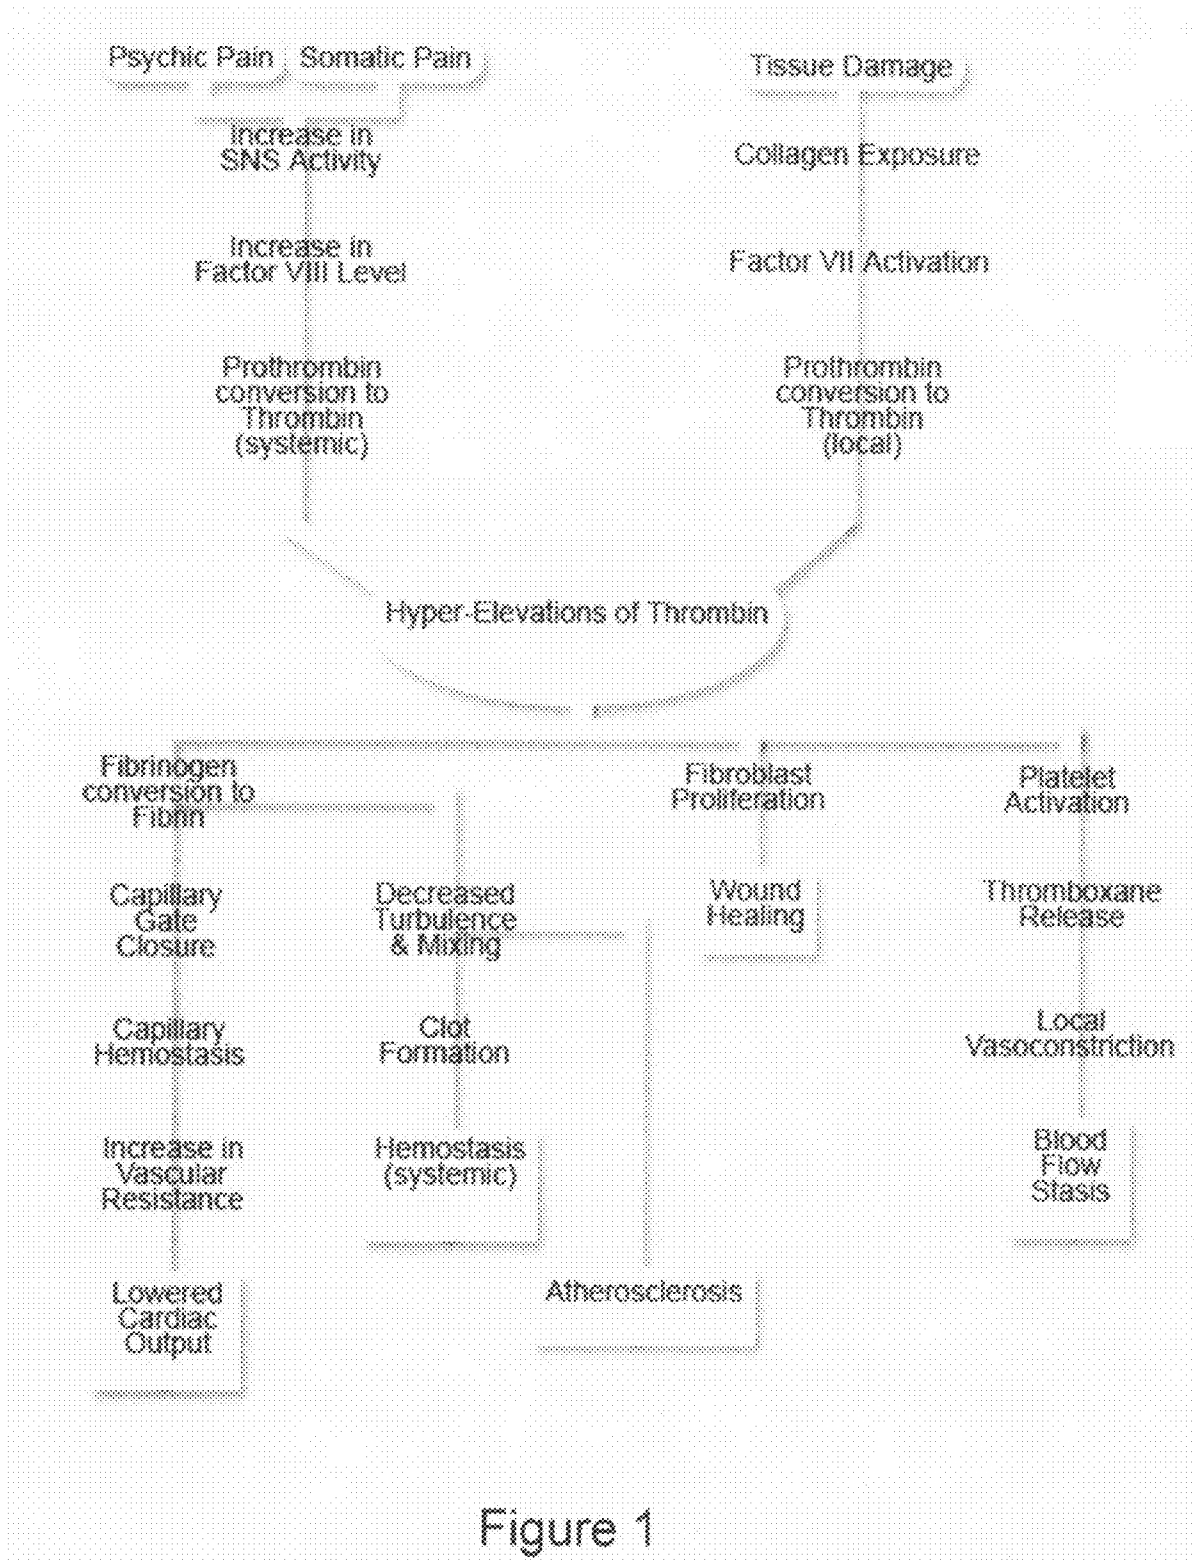 Psychic Pain
Somatic Pain
Tissue Damage
Increase in
SNS Activity
Collagen Exposure
Increase in
Factor VIII Level
Factor VII Activation
Prothrombin
conversion to
Thrombin
(systemic)
Prothrombin
conversion to
Thrombin
(local)
Hyper-Elevations of Thrombin
Fibrinogen
conversion to
Fibrin
Fibroblast
Proliferation
Platelet
Activation
Capillary
Gate
Closure
Decreased
Turbulence
& Mixing
Wound
Healing
Thromboxane
Release
Capillary
Hemostasis
Clot
Formation
Local
Vasoconstriction
Increase in
Vascular
Resistance
Hemostasis
(systemic)
Blood
Flow
Stasis
Lowered
Cardiac
Output
Atherosclerosis
Figure 1